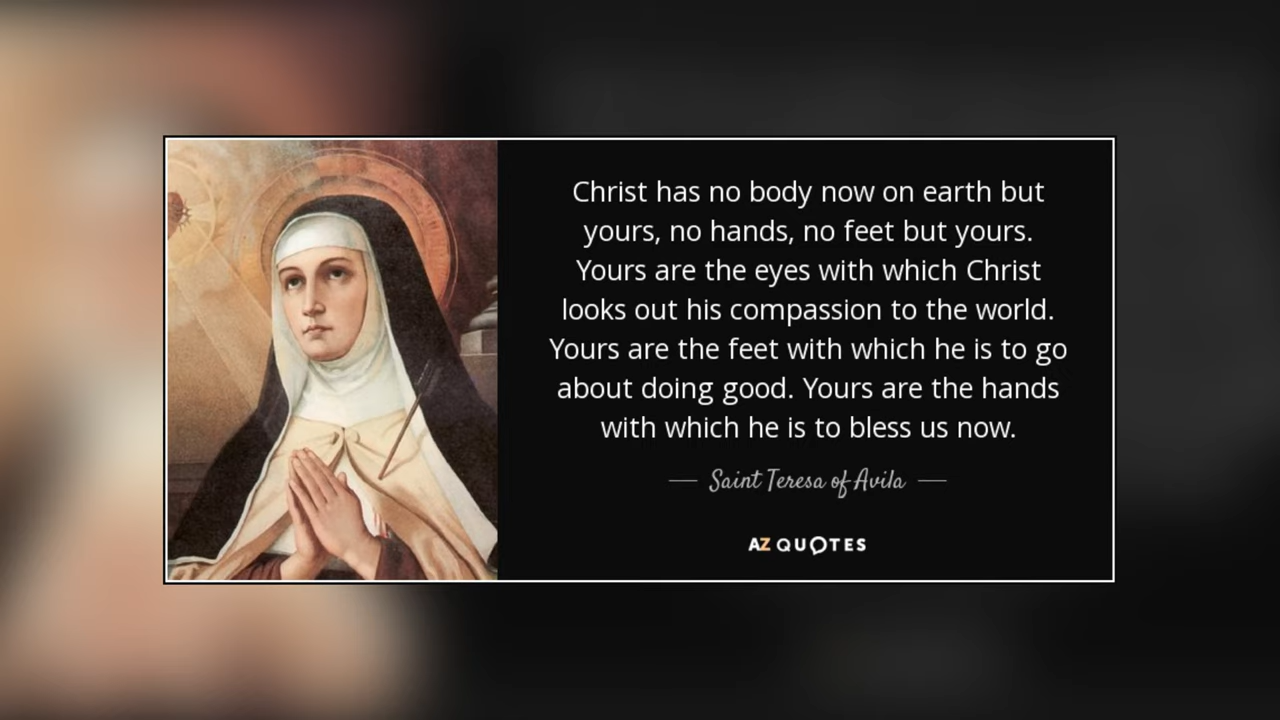 Christ has no body now on earth but
yours, no hands, no feet but yours.
Yours are the eyes with which Christ
looks out his compassion to the world.
Yours are the feet with which he is to go
about doing good. Yours are the hands
with which he is to bless us now.
Saint Teresa of Avila
AZ QUOTES